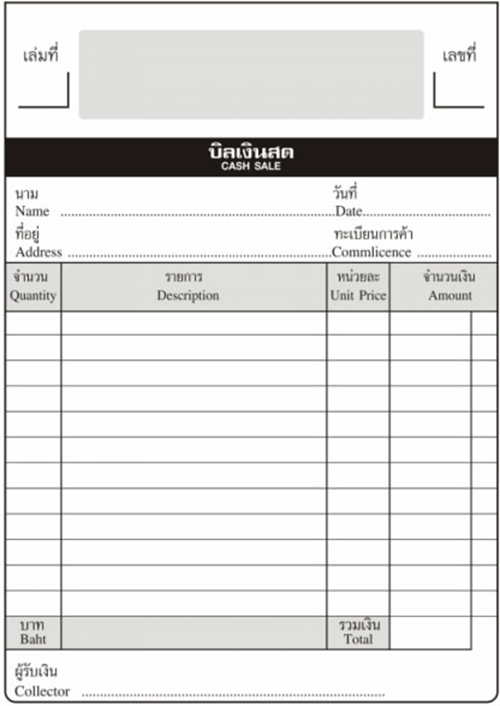 เล่มที่ เลขที่
บิลเงินสด
CASH SALE
นาม วันที่
Name ........................................................................Date..................................
ที่อยู่ ทะเบียนการค้า
Address ......................................................................Commlicence ....................
จำนวน รายการ หน่วยละ จำนวนเงิน
Quantity Description Unit Price Amount
บาท รวมเงิน
Baht Total
ผู้รับเงิน
Collector ................................................................................